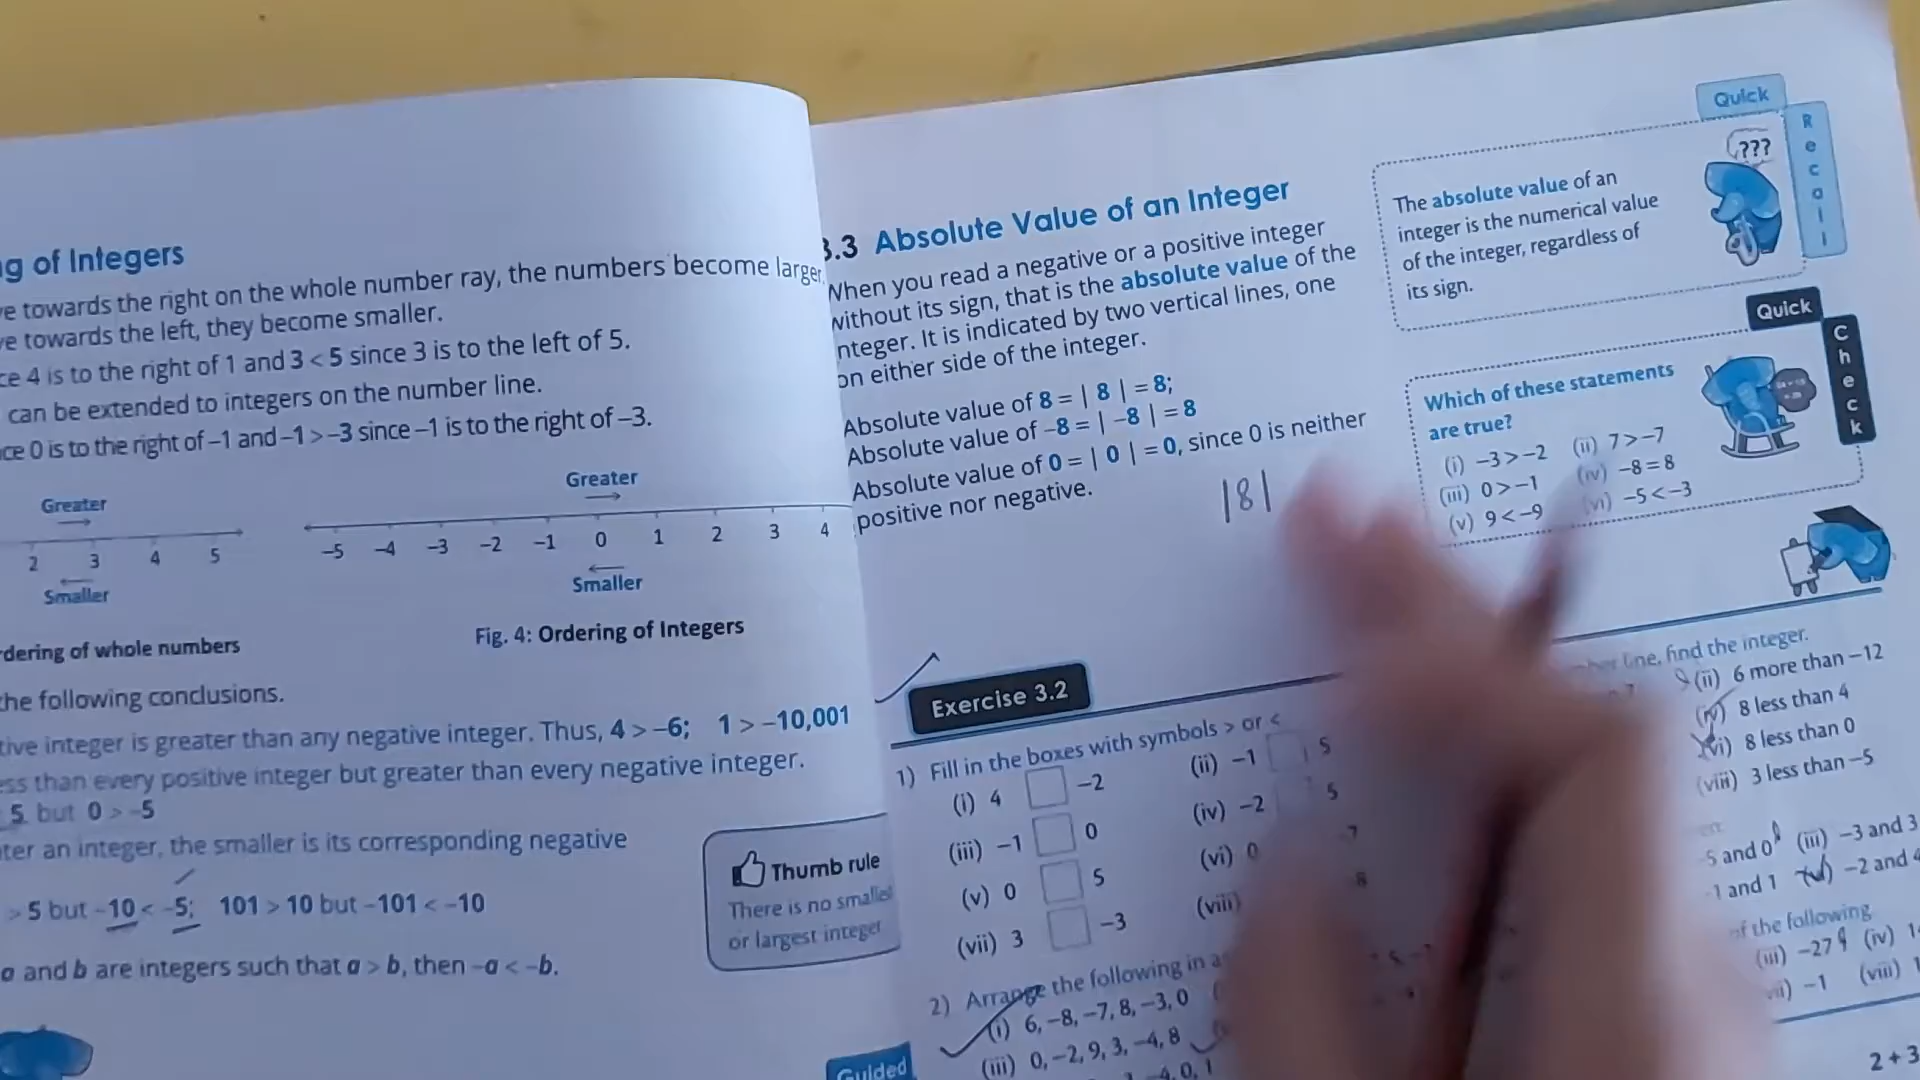 g of Integers
e towards the right on the whole number ray, the numbers become larger.
e towards the left, they become smaller.
ce 4 is to the right of 1 and 3 < 5 since 3 is to the left of 5.
can be extended to integers on the number line.
ce 0 is to the right of –1 and –1 > –3 since –1 is to the right of –3.
Greater
2 3 4 5
Smaller
Greater
–5 –4 –3 –2 –1 0 1 2 3 4
Smaller
dering of whole numbers
Fig. 4: Ordering of Integers
the following conclusions.
tive integer is greater than any negative integer. Thus, 4 > –6; 1 > –10,001
ess than every positive integer but greater than every negative integer.
5 but 0 > –5
ter an integer, the smaller is its corresponding negative
> 5 but –10 < –5; 101 > 10 but –101 < –10
a and b are integers such that a > b, then –a < –b.
Thumb rule
There is no smalles
or largest integer
3.3 Absolute Value of an Integer
When you read a negative or a positive integer
without its sign, that is the absolute value of the
nteger. It is indicated by two vertical lines, one
on either side of the integer.
Absolute value of 8 = | 8 | = 8;
Absolute value of –8 = | –8 | = 8
Absolute value of 0 = | 0 | = 0, since 0 is neither
positive nor negative.
|8|
Quick
Recall
???
The absolute value of an
integer is the numerical value
of the integer, regardless of
its sign.
Quick
Check
Which of these statements
are true?
(i) –3 > –2 (ii) 7 > –7
(iii) 0 > –1 (iv) –8 = 8
(v) 9 < –9 (vi) –5 < –3
Exercise 3.2
1) Fill in the boxes with symbols > or <
(i) 4 –2 (ii) –1 5
(iii) –1 0 (iv) –2 5
(v) 0 5 (vi) 0 –7
(vii) 3 –3 (viii) 8
2) Arrange the following in a
(i) 6, –8, –7, 8, –3, 0
(iii) 0, –2, 9, 3, –4, 8
–4, 0, 1
Guided
line, find the integer.
(ii) 6 more than –12
(iv) 8 less than 4
(vi) 8 less than 0
(viii) 3 less than –5
–5 and 0 (iii) –3 and 3
–1 and 1 (vi) –2 and 4
of the following
(iii) –27 (iv) 1
vii) –1 (viii) 1
2 + 3